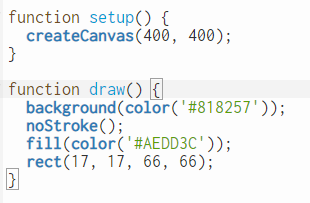 function setup() {
  createCanvas(400, 400);
}

function draw() {
  background(color('#818257'));
  noStroke();
  fill(color('#AEDD3C'));
  rect(17, 17, 66, 66);
}